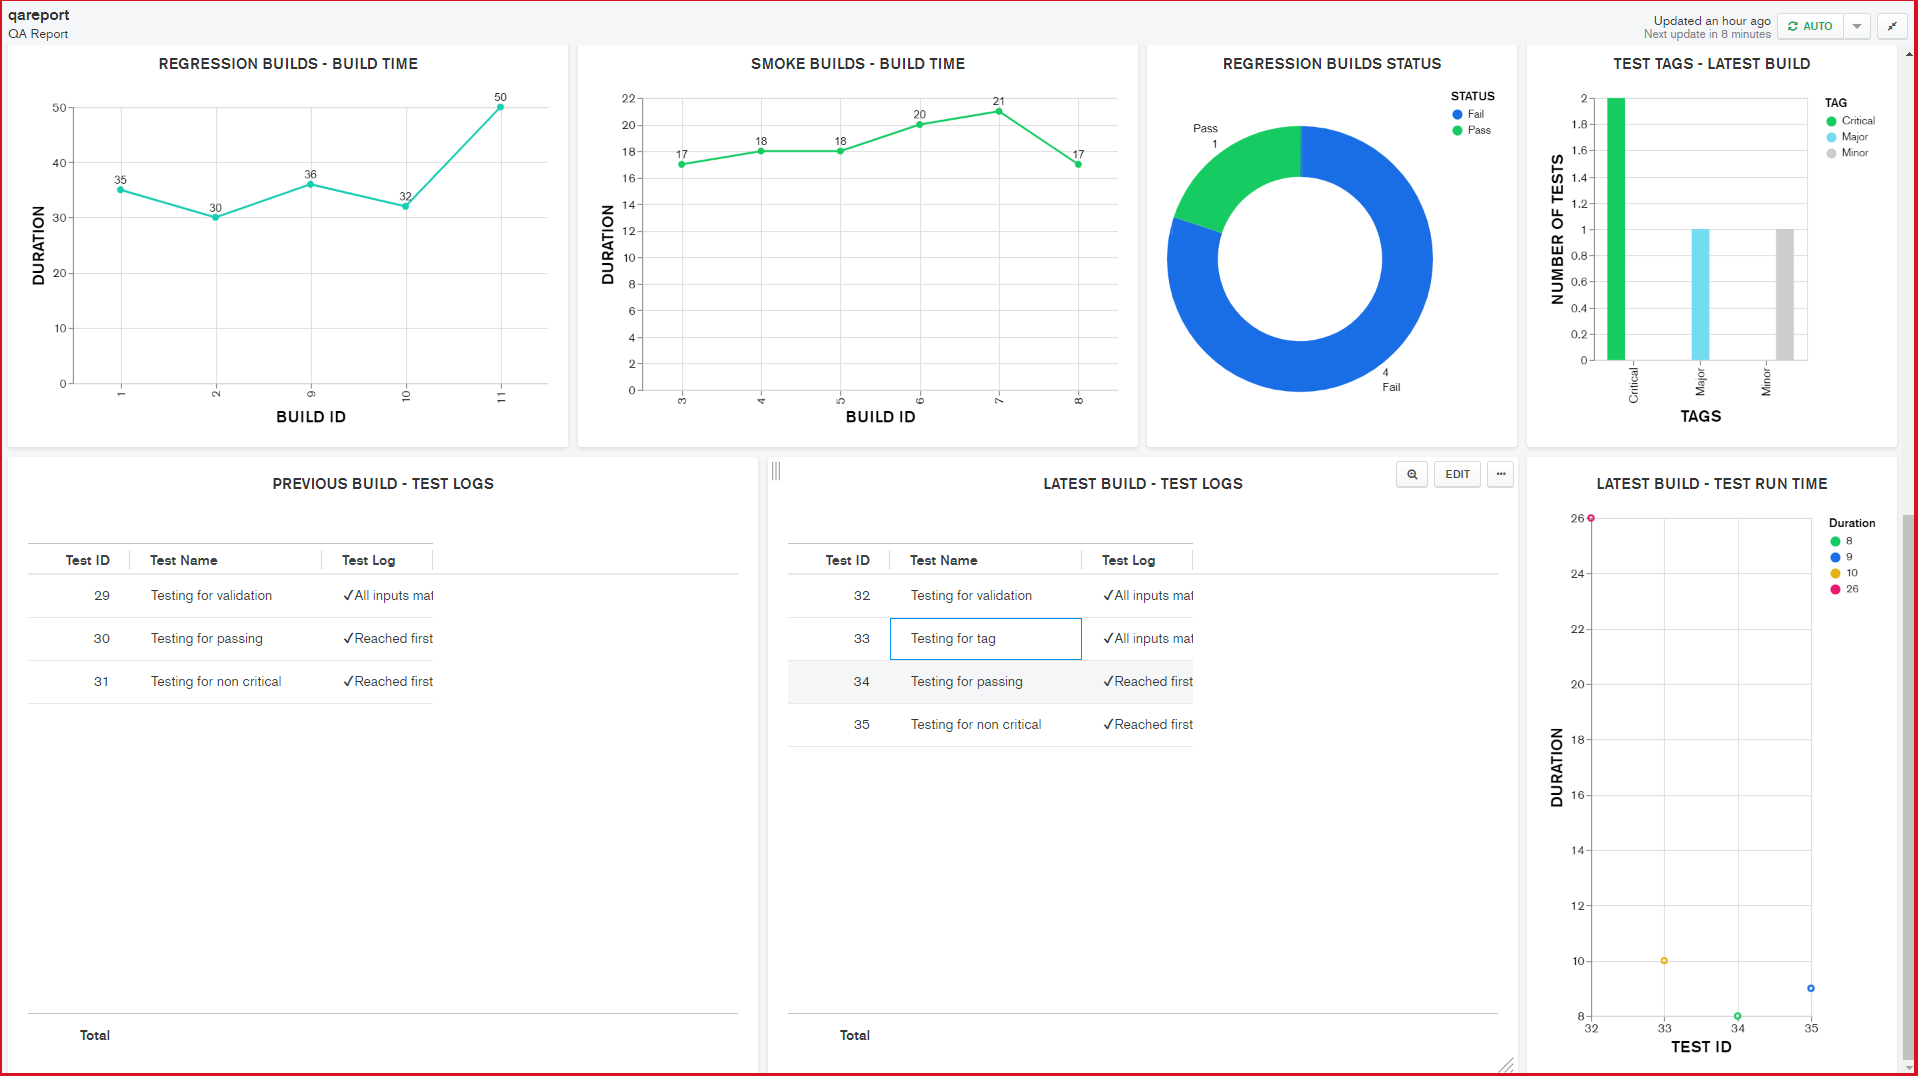 qareport
QA Report
Updated an hour ago
Next update in 8 minutes
AUTO
REGRESSION BUILDS - BUILD TIME
50
40
30
20
10
0
35
30
36
32
50
1
2
9
10
11
DURATION
BUILD ID
SMOKE BUILDS - BUILD TIME
22
20
18
16
14
12
10
8
6
4
2
0
17
18
18
20
21
17
3
4
5
6
7
8
DURATION
BUILD ID
REGRESSION BUILDS STATUS
STATUS
Fail
Pass
Pass
1
4
Fail
TEST TAGS - LATEST BUILD
2
1.8
1.6
1.4
1.2
1
0.8
0.6
0.4
0.2
0
NUMBER OF TESTS
Critical
Major
Minor
TAGS
TAG
Critical
Major
Minor
PREVIOUS BUILD - TEST LOGS
Test ID Test Name Test Log
29 Testing for validation ✓All inputs mat
30 Testing for passing ✓Reached first
31 Testing for non critical ✓Reached first
Total
LATEST BUILD - TEST LOGS
EDIT
Test ID Test Name Test Log
32 Testing for validation ✓All inputs mat
33 Testing for tag ✓All inputs mat
34 Testing for passing ✓Reached first
35 Testing for non critical ✓Reached first
Total
LATEST BUILD - TEST RUN TIME
26
24
22
20
18
16
14
12
10
8
DURATION
32
33
34
35
TEST ID
Duration
8
9
10
26